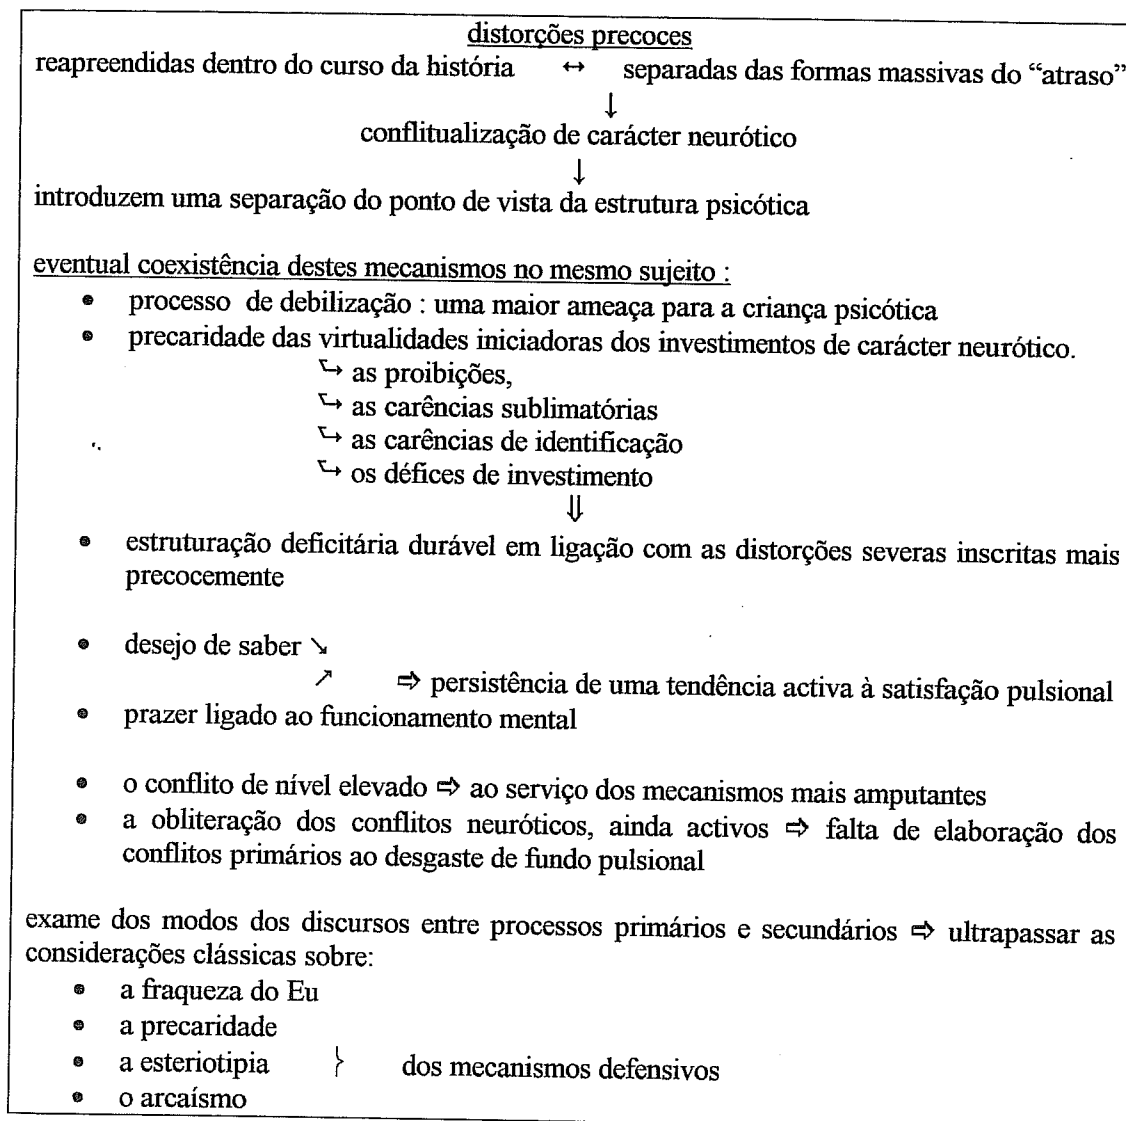 distorções precoces
reapreendidas dentro do curso da história ↔ separadas das formas massivas do “atraso”
↓
conflitualização de carácter neurótico
↓
introduzem uma separação do ponto de vista da estrutura psicótica
eventual coexistência destes mecanismos no mesmo sujeito :
• processo de debilização : uma maior ameaça para a criança psicótica
• precaridade das virtualidades iniciadoras dos investimentos de carácter neurótico.
↪ as proibições,
↪ as carências sublimatórias
↪ as carências de identificação
↪ os défices de investimento
⇓
• estruturação deficitária durável em ligação com as distorções severas inscritas mais
precocemente
• desejo de saber ↘
↗ ⇨ persistência de uma tendência activa à satisfação pulsional
• prazer ligado ao funcionamento mental
• o conflito de nível elevado ⇨ ao serviço dos mecanismos mais amputantes
• a obliteração dos conflitos neuróticos, ainda activos ⇨ falta de elaboração dos
conflitos primários ao desgaste de fundo pulsional
exame dos modos dos discursos entre processos primários e secundários ⇨ ultrapassar as
considerações clássicas sobre:
• a fraqueza do Eu
• a precaridade
• a esteriotipia } dos mecanismos defensivos
• o arcaísmo